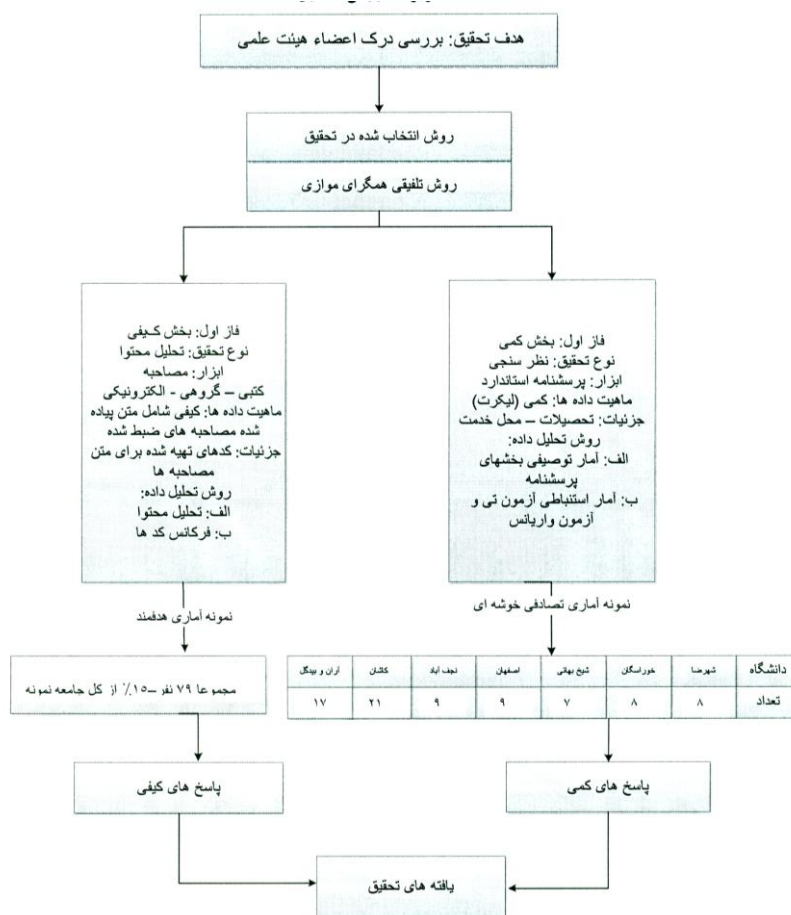 هدف تحقیق: بررسی درک اعضاء هیئت علمی
روش انتخاب شده در تحقیق
روش تلفیقی همگرای موازی
فاز اول: بخش کمی
نوع تحقیق: نظر سنجی
ابزار: پرسشنامه استاندارد
ماهیت داده ها: کمی (لیکرت)
جزئیات: تحصیلات – محل خدمت
روش تحلیل داده:
الف: آمار توصیفی بخشهای
پرسشنامه
ب: آمار استنباطی آزمون تی و
آزمون واریانس
فاز اول: بخش کیفی
نوع تحقیق: تحلیل محتوا
ابزار: مصاحبه
کتبی – گروهی - الکترونیکی
ماهیت داده ها: کیفی شامل متن پیاده
شده مصاحبه های ضبط شده
جزئیات: کدهای تهیه شده برای متن
مصاحبه ها
روش تحلیل داده:
الف: تحلیل محتوا
ب: فرکانس کد ها
نمونه آماری تصادفی خوشه ای
نمونه آماری هدفمند
دانشگاه شهرضا خوراسگان شیخ بهائی اصفهان نجف آباد کاشان آران و بیدگل
تعداد ۸ ۸ ۷ ۹ ۹ ۲۱ ۱۷
مجموعا ۷۹ نفر –۱۵٪ از کل جامعه نمونه
پاسخ های کمی
پاسخ های کیفی
یافته های تحقیق